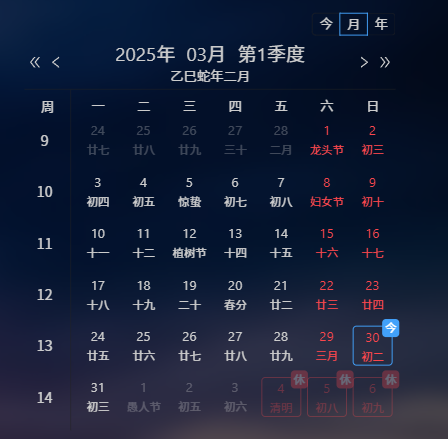 今 月 年
2025年 03月 第1季度
乙巳蛇年二月
周 一 二 三 四 五 六 日
9 24 25 26 27 28 1 2
廿七 廿八 廿九 三十 二月 龙头节 初三
10 3 4 5 6 7 8 9
初四 初五 惊蛰 初七 初八 妇女节 初十
11 10 11 12 13 14 15 16
十一 十二 植树节 十四 十五 十六 十七
12 17 18 19 20 21 22 23
十八 十九 二十 春分 廿二 廿三 廿四
今
13 24 25 26 27 28 29 30
廿五 廿六 廿七 廿八 廿九 三月 初二
休 休 休
14 31 1 2 3 4 5 6
初三 愚人节 初五 初六 清明 初八 初九